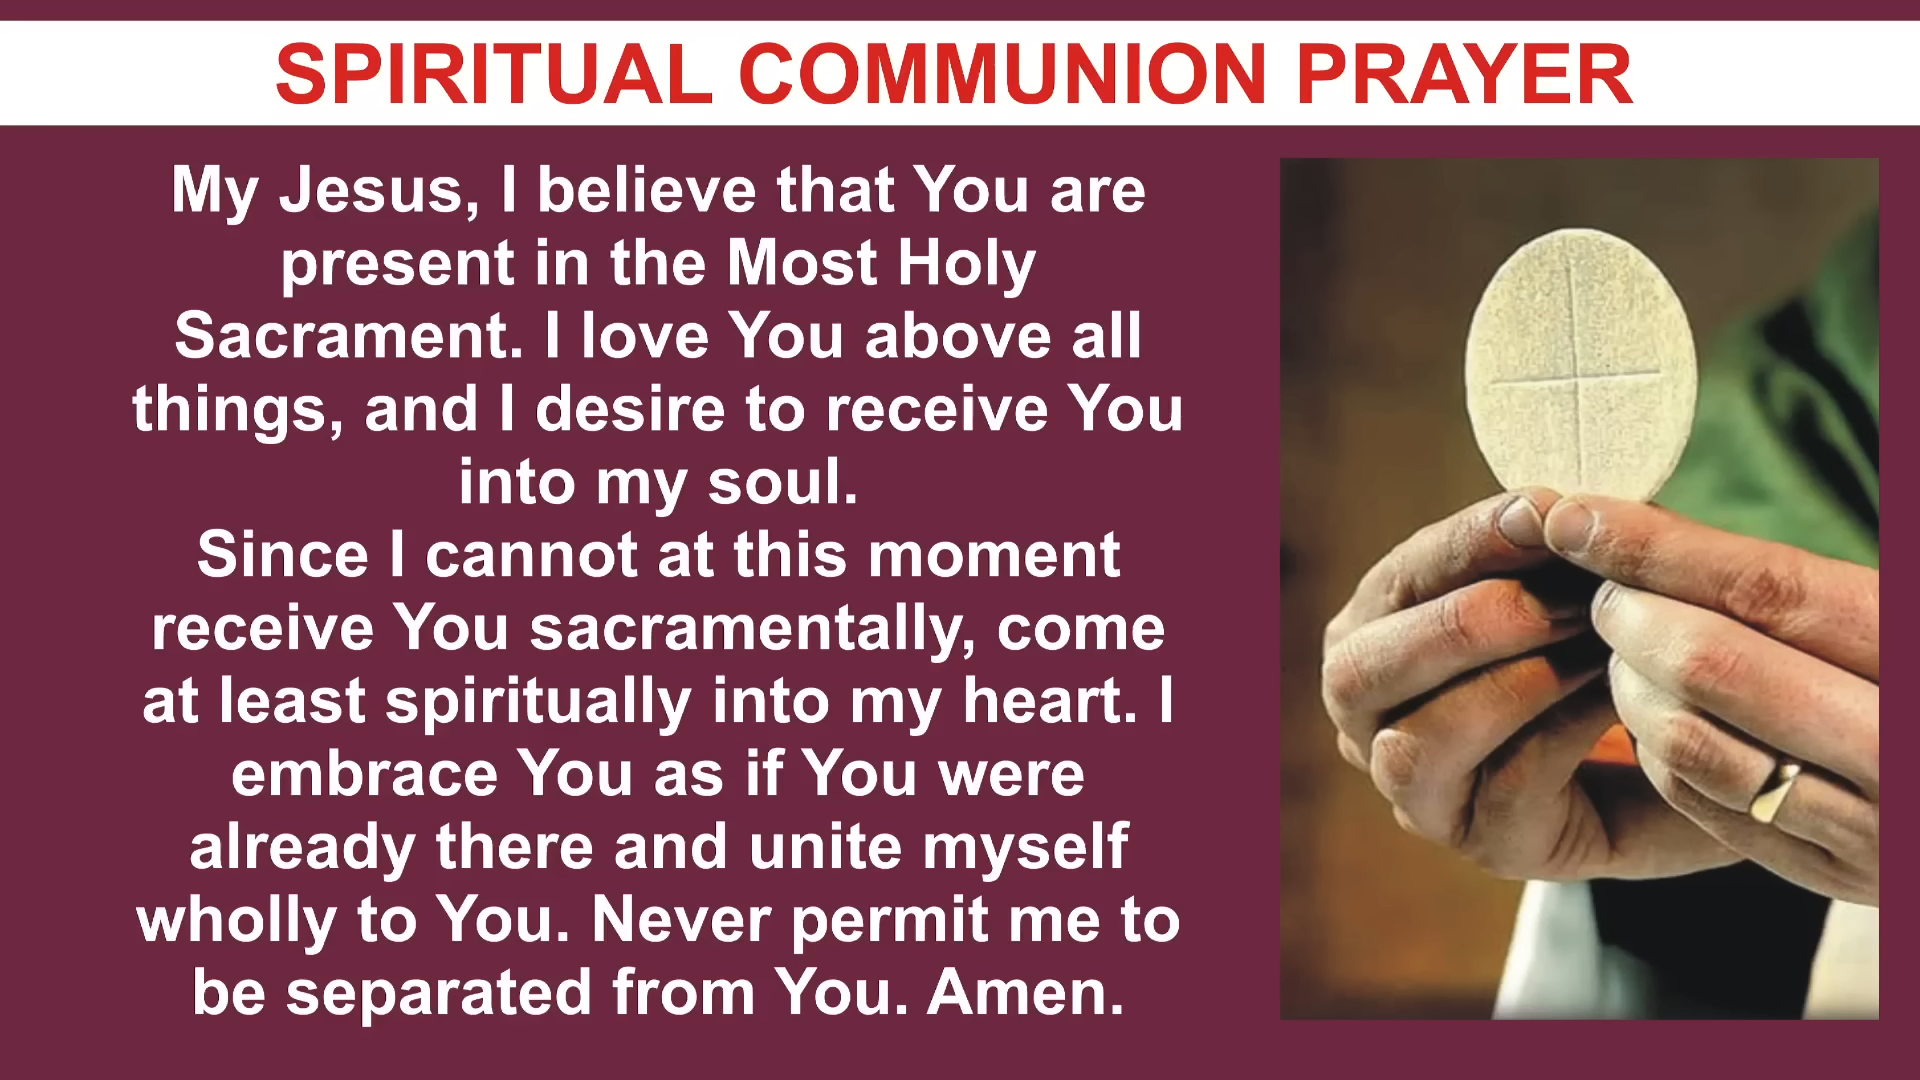 SPIRITUAL COMMUNION PRAYER
My Jesus, I believe that You are
present in the Most Holy
Sacrament. I love You above all
things, and I desire to receive You
into my soul.
Since I cannot at this moment
receive You sacramentally, come
at least spiritually into my heart. I
embrace You as if You were
already there and unite myself
wholly to You. Never permit me to
be separated from You. Amen.